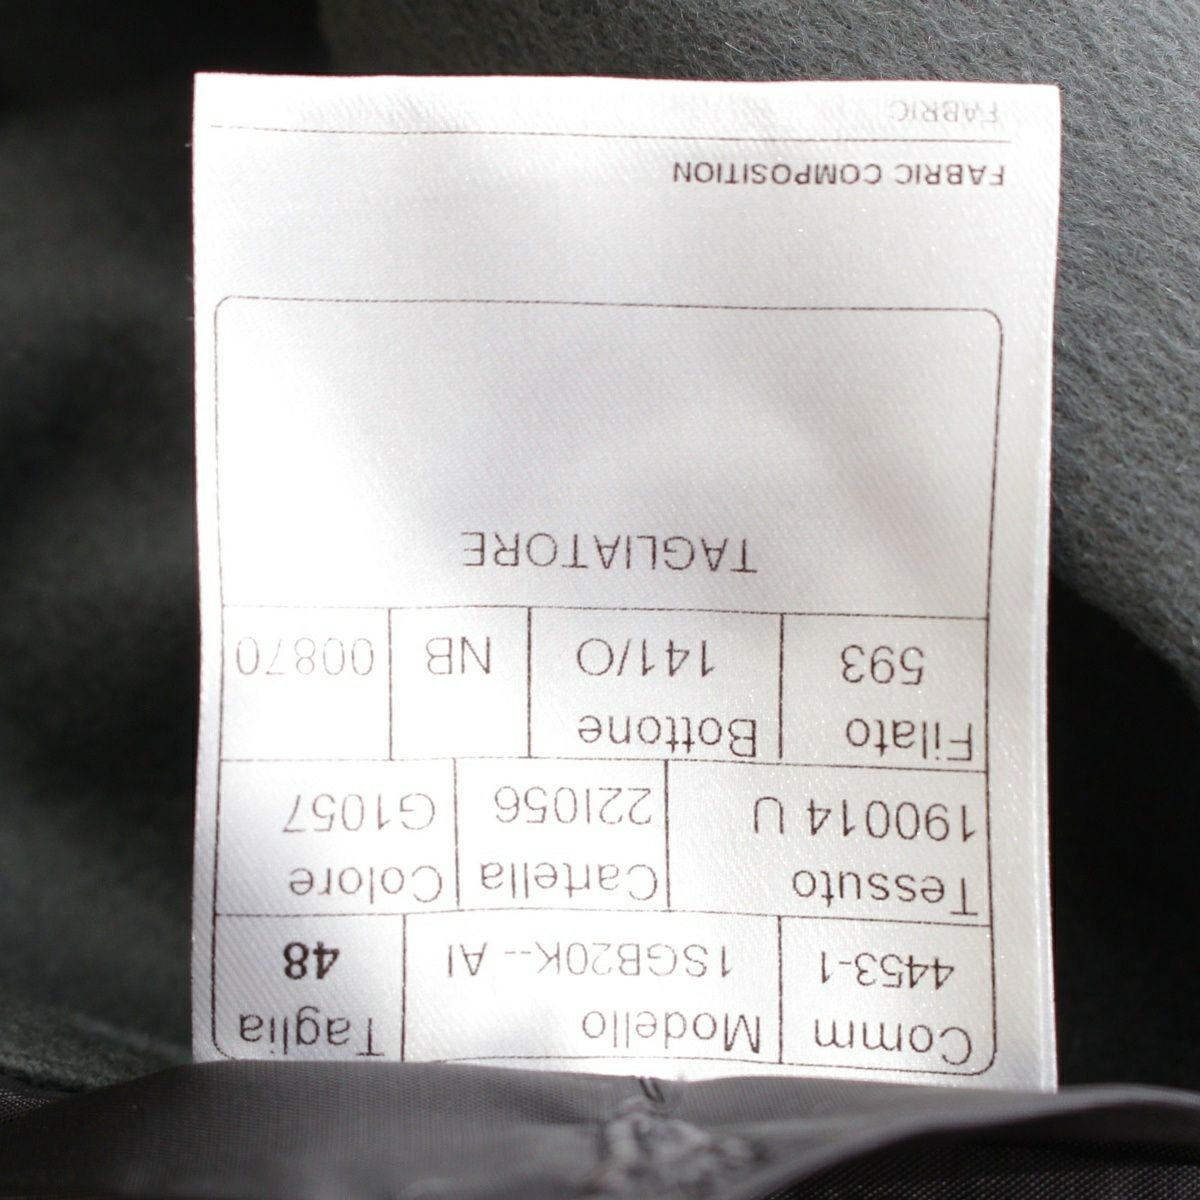 Comm Modello Taglia
4453-1 1SGB20K-- AI 48
Tessuto Cartella Colore
190014 U 22I056 G1057
Filato Bottone
593 141/O NB 00870
TAGLIATORE
FABRIC COMPOSITION
FABRIC